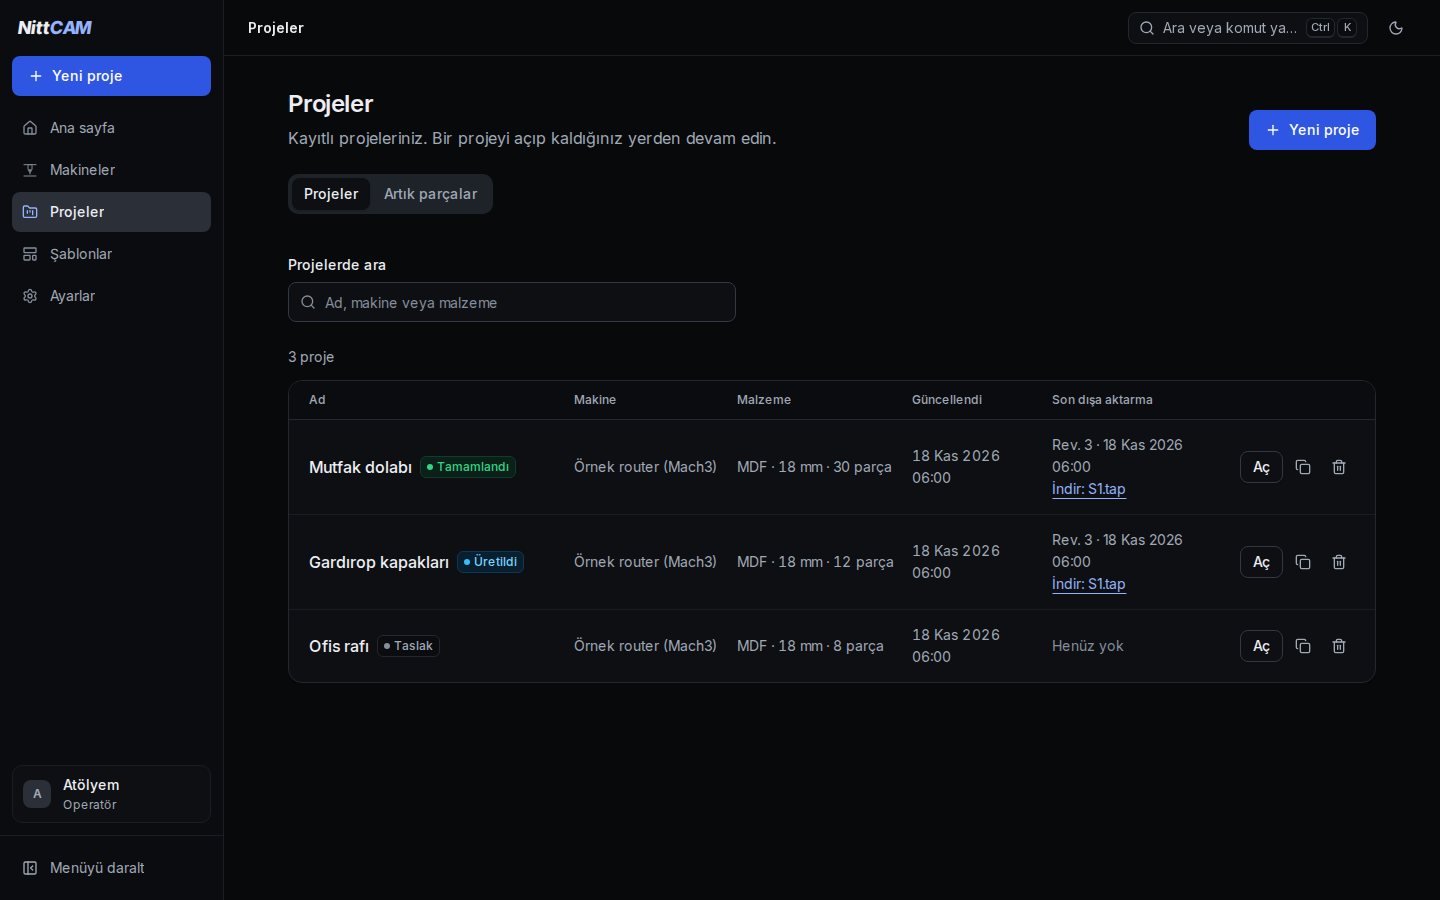 NittCAM
Yeni proje
Ana sayfa
Makineler
Projeler
Şablonlar
Ayarlar
Atölyem
A
Operatör
Menüyü daralt
Projeler
Ara veya komut ya...
Ctrl K
Projeler
Kayıtlı projeleriniz. Bir projeyi açıp kaldığınız yerden devam edin.
Yeni proje
Projeler Artık parçalar
Projelerde ara
Ad, makine veya malzeme
3 proje
Ad Makine Malzeme Güncellendi Son dışa aktarma
Mutfak dolabı Tamamlandı Örnek router (Mach3) MDF · 18 mm · 30 parça 18 Kas 2026
06:00
Rev. 3 · 18 Kas 2026
06:00
İndir: S1.tap
Aç
Gardırop kapakları Üretildi Örnek router (Mach3) MDF · 18 mm · 12 parça 18 Kas 2026
06:00
Rev. 3 · 18 Kas 2026
06:00
İndir: S1.tap
Aç
Ofis rafı Taslak Örnek router (Mach3) MDF · 18 mm · 8 parça 18 Kas 2026
06:00
Henüz yok
Aç